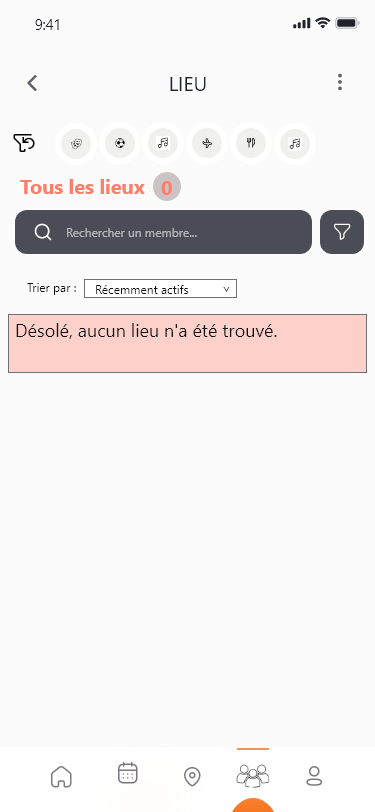 9:41
LIEU
Tous les lieux 0
Rechercher un membre...
Trier par : Récemment actifs
Désolé, aucun lieu n'a été trouvé.